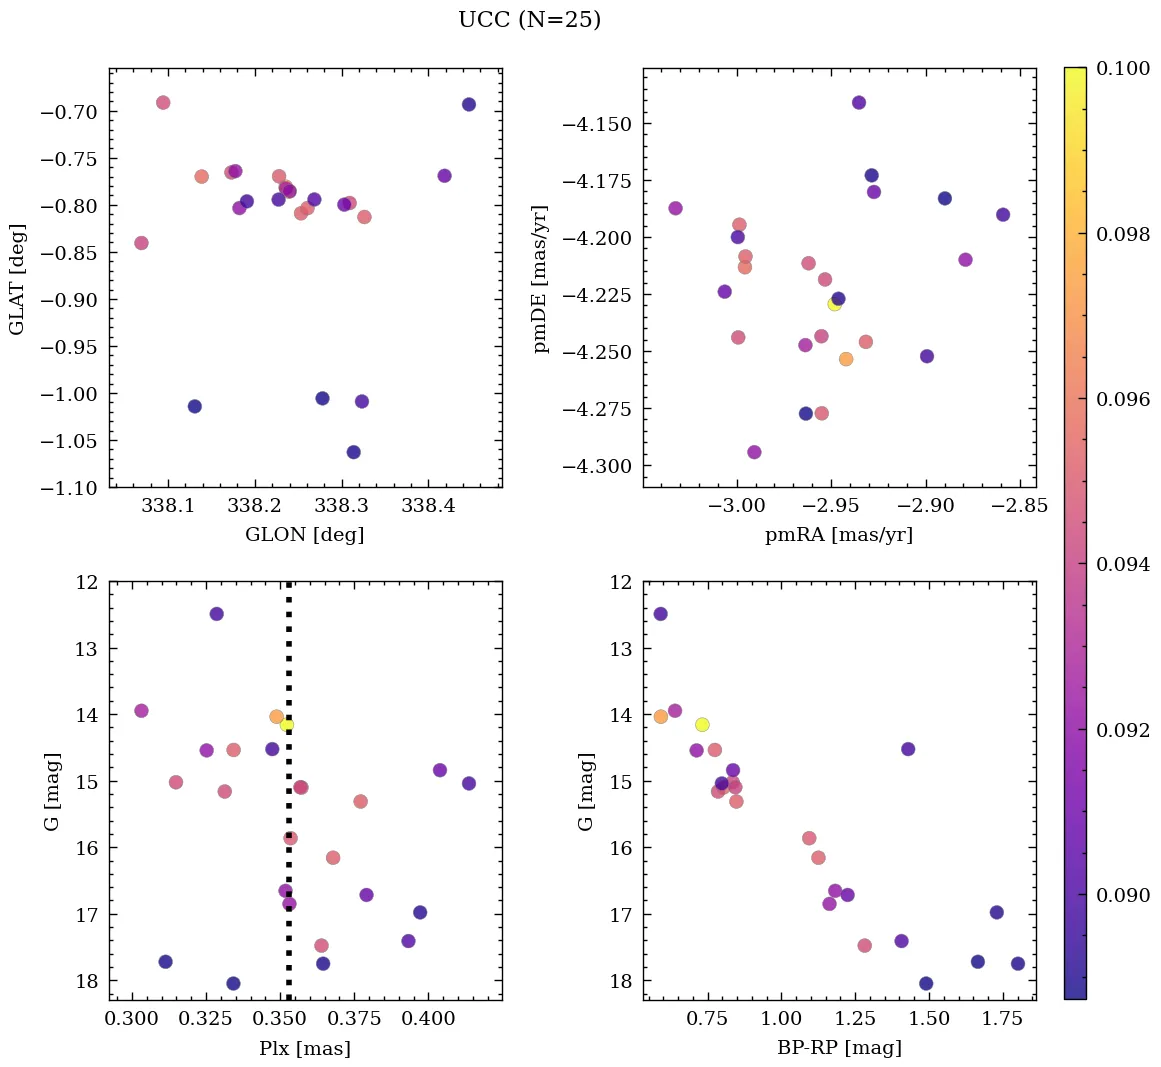 UCC (N=25)
−0.70
−0.75
−0.80
−0.85
−0.90
−0.95
−1.00
−1.05
−1.10
GLAT [deg]
338.1 338.2 338.3 338.4
GLON [deg]
−4.150
−4.175
−4.200
−4.225
−4.250
−4.275
−4.300
pmDE [mas/yr]
−3.00 −2.95 −2.90 −2.85
pmRA [mas/yr]
12
13
14
15
16
17
18
G [mag]
0.300 0.325 0.350 0.375 0.400
Plx [mas]
12
13
14
15
16
17
18
G [mag]
0.75 1.00 1.25 1.50 1.75
BP-RP [mag]
0.100
0.098
0.096
0.094
0.092
0.090